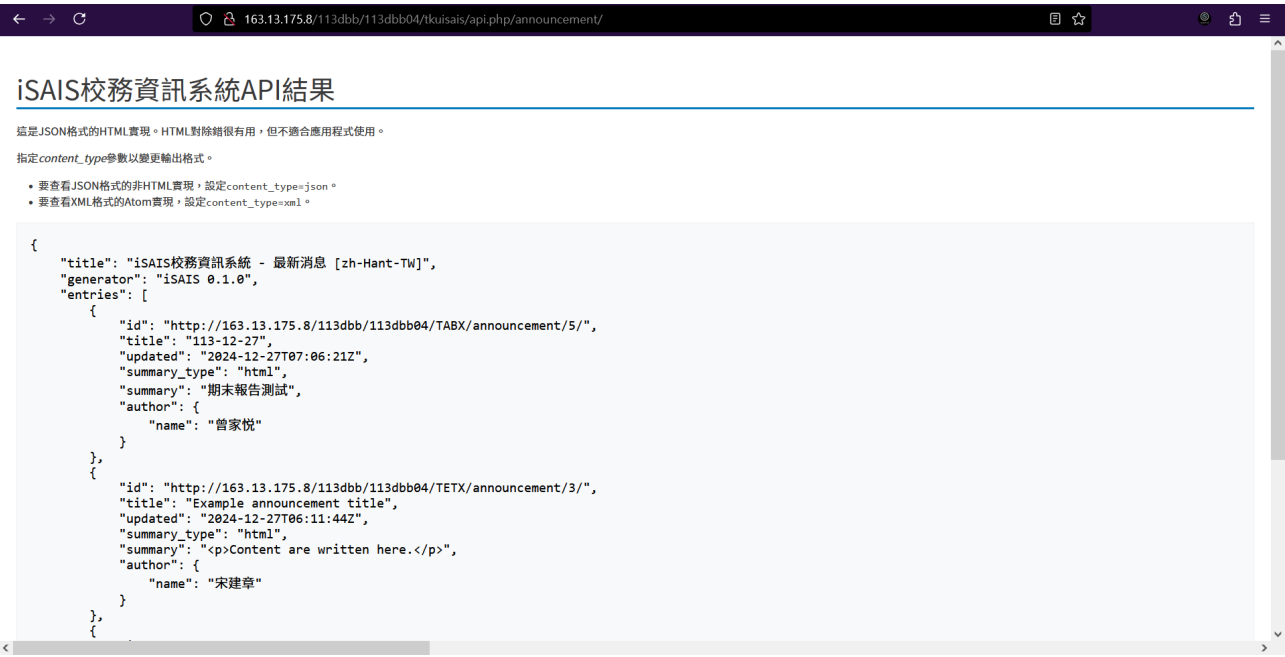 163.13.175.8/113dbb/113dbb04/tkuisais/api.php/announcement/
iSAIS校務資訊系統API結果
這是JSON格式的HTML實現。HTML對除錯很有用，但不適合應用程式使用。
指定content_type參數以變更輸出格式。
• 要查看JSON格式的非HTML實現，設定content_type=json。
• 要查看XML格式的Atom實現，設定content_type=xml。
{
"title": "iSAIS校務資訊系統 - 最新消息 [zh-Hant-TW]",
"generator": "iSAIS 0.1.0",
"entries": [
{
"id": "http://163.13.175.8/113dbb/113dbb04/TABX/announcement/5/",
"title": "113-12-27",
"updated": "2024-12-27T07:06:21Z",
"summary_type": "html",
"summary": "期末報告測試",
"author": {
"name": "曾家悦"
}
},
{
"id": "http://163.13.175.8/113dbb/113dbb04/TETX/announcement/3/",
"title": "Example announcement title",
"updated": "2024-12-27T06:11:44Z",
"summary_type": "html",
"summary": "<p>Content are written here.</p>",
"author": {
"name": "宋建章"
}
},
{